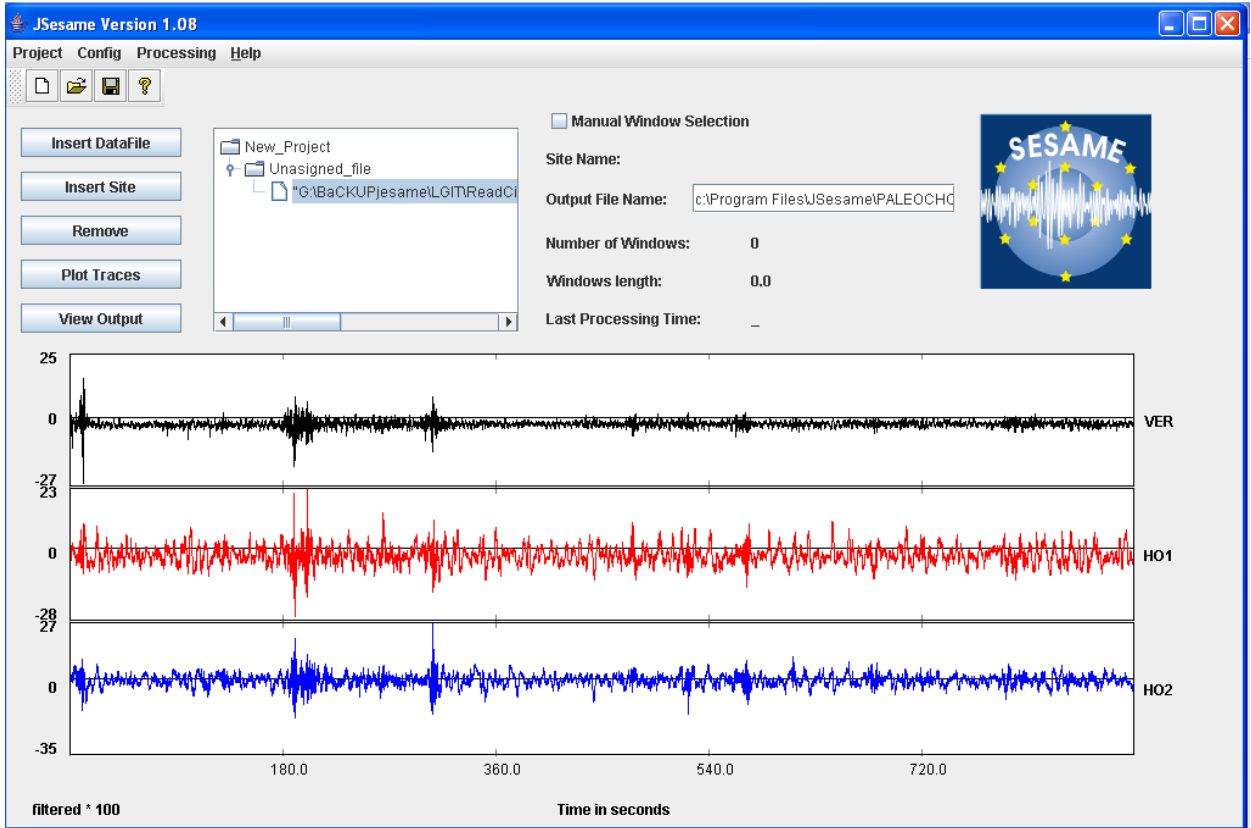 JSesame Version 1.08
Project Config Processing Help
Insert DataFile
Insert Site
Remove
Plot Traces
View Output
New_Project
Unasigned_file
"G:\BaCKUPjesame\LGIT\ReadCi
Manual Window Selection
Site Name:
Output File Name: c:\Program Files\JSesame\PALEOCHO
Number of Windows: 0
Windows length: 0.0
Last Processing Time: _
SESAME
25
0
-27
VER
23
0
-28
HO1
27
0
-35
HO2
180.0 360.0 540.0 720.0
filtered * 100 Time in seconds